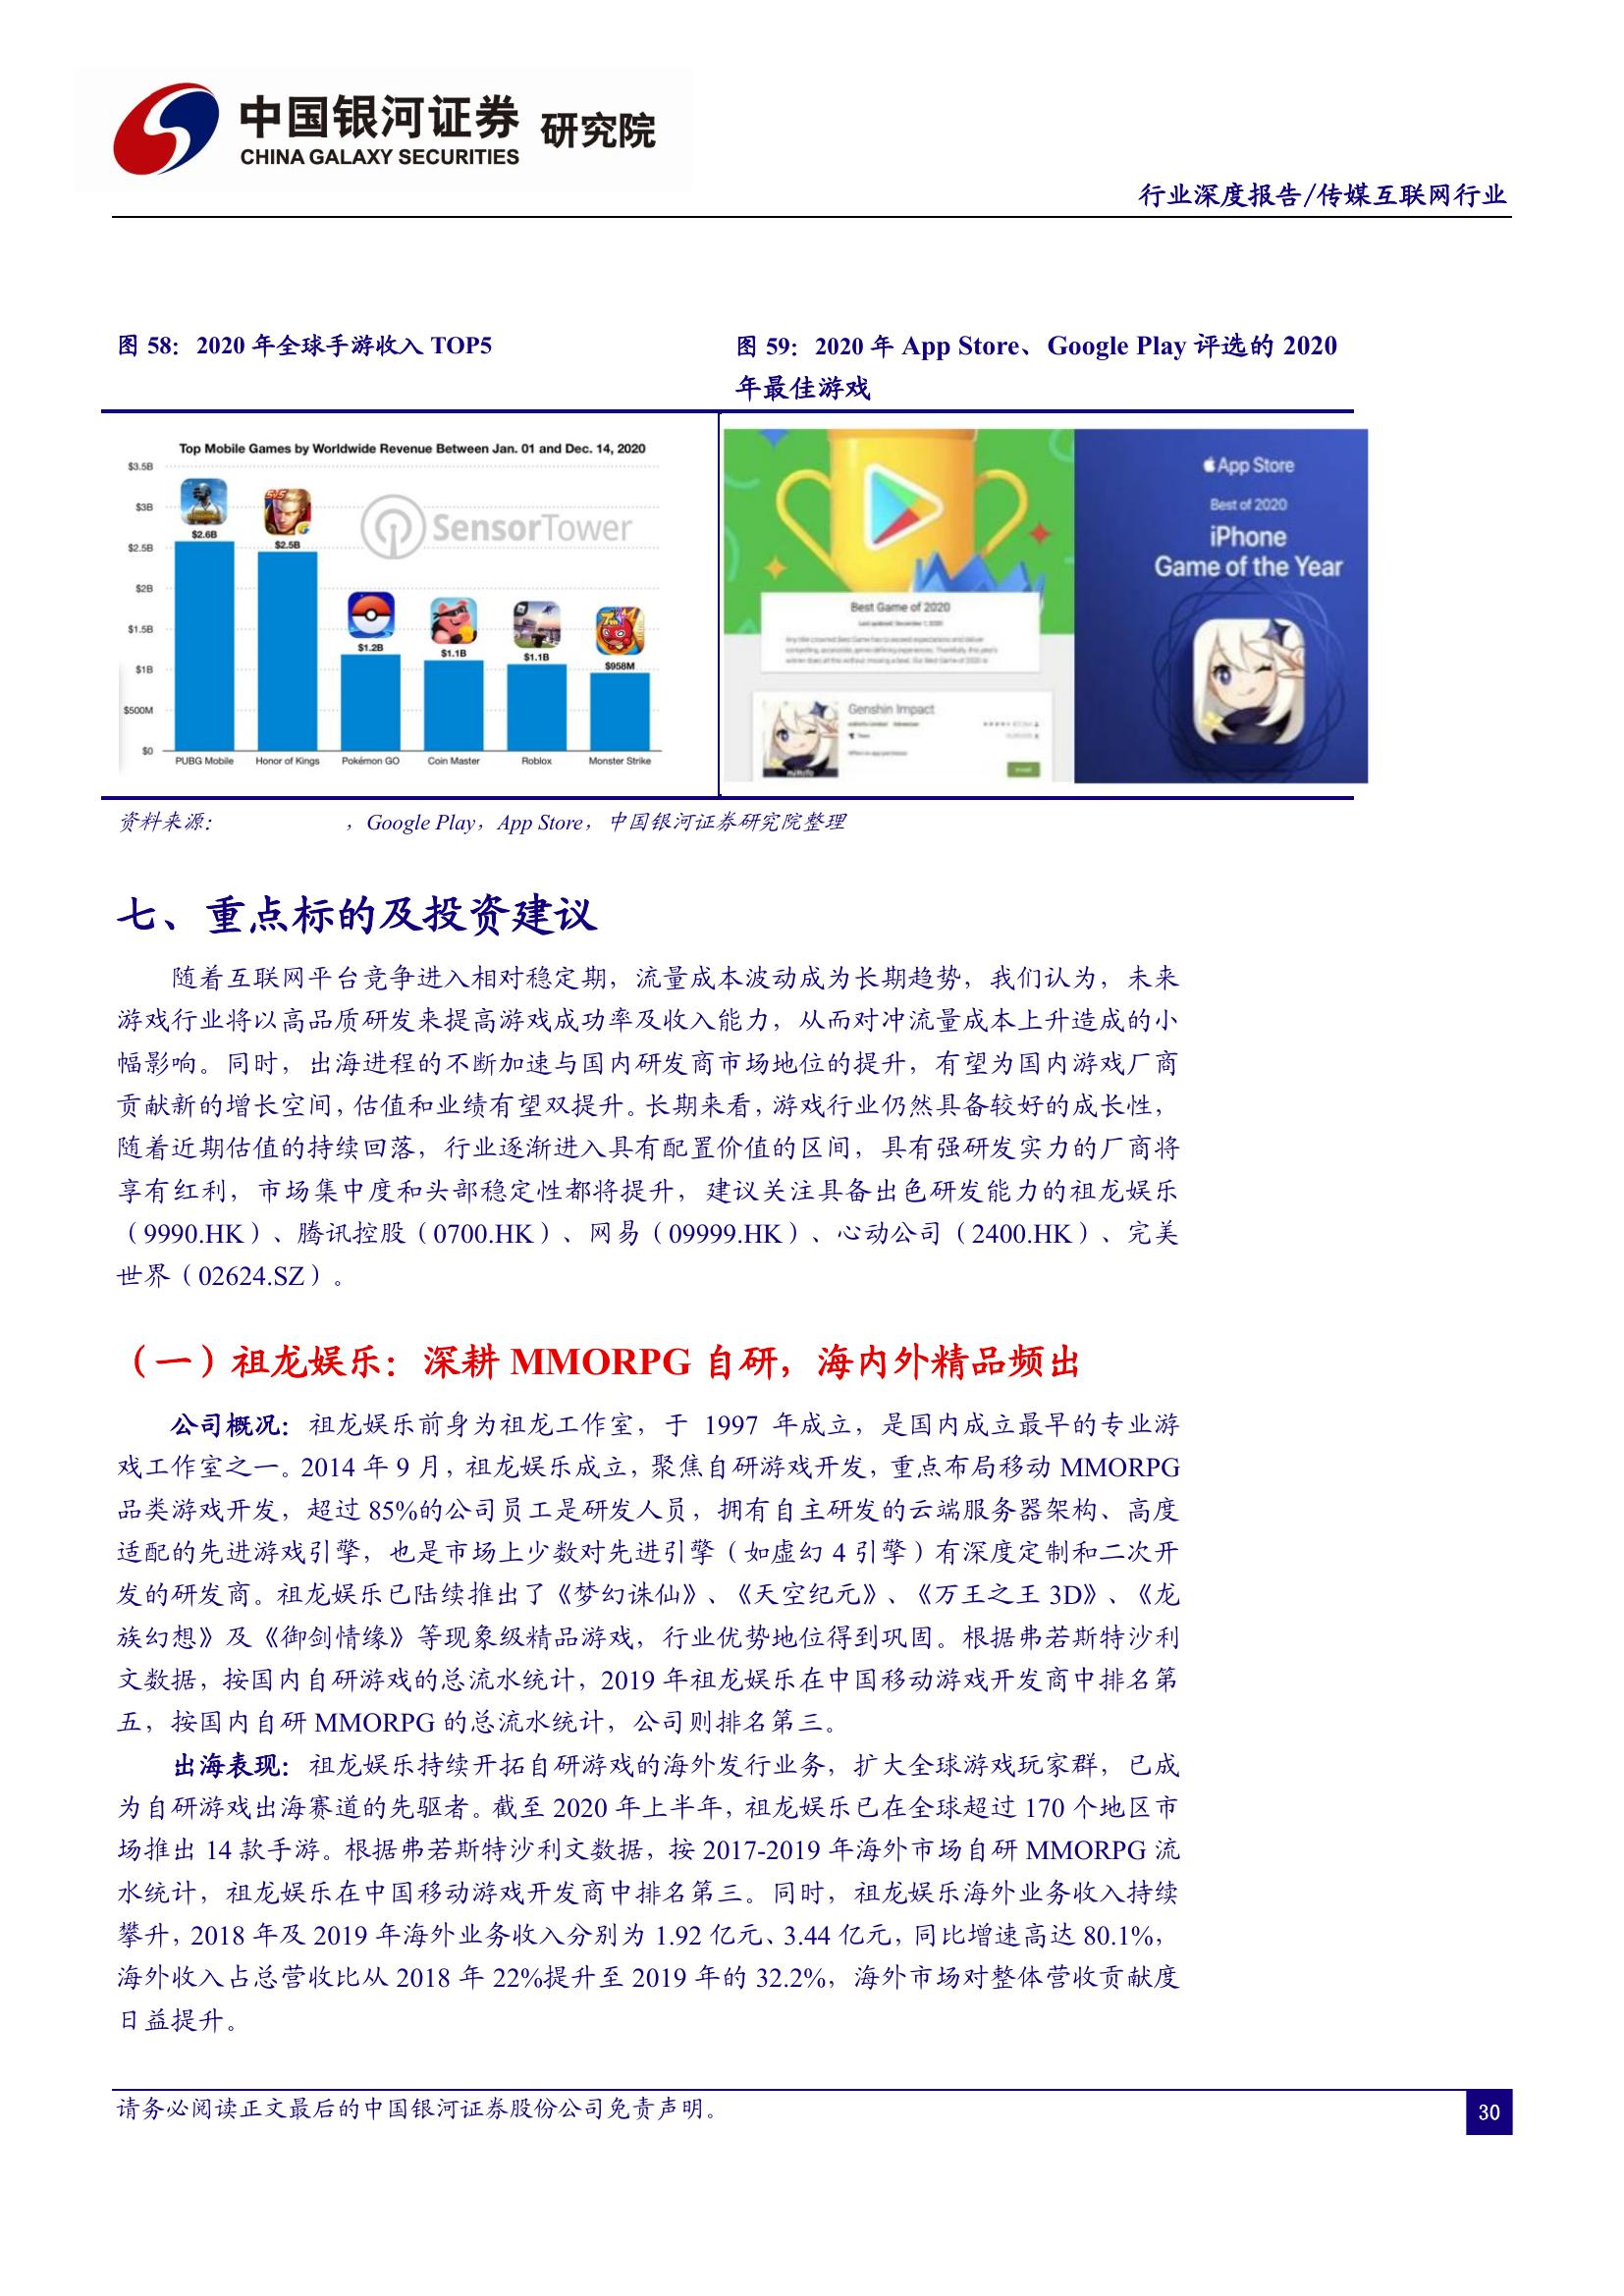 中国银河证券 研究院
CHINA GALAXY SECURITIES
行业深度报告/传媒互联网行业
图 58：2020 年全球手游收入 TOP5
图 59：2020 年 App Store、Google Play 评选的 2020
年最佳游戏
Top Mobile Games by Worldwide Revenue Between Jan. 01 and Dec. 14, 2020
SensorTower
$3.5B
$3B
$2.5B
$2B
$1.5B
$1B
$500M
$0
$2.6B
$2.5B
$1.2B
$1.1B
$1.1B
$958M
PUBG Mobile
Honor of Kings
Pokémon GO
Coin Master
Roblox
Monster Strike
Best Game of 2020
Last updated: December 1, 2020
Genshin Impact
App Store
Best of 2020
iPhone
Game of the Year
资料来源： ，Google Play，App Store，中国银河证券研究院整理
七、重点标的及投资建议
随着互联网平台竞争进入相对稳定期，流量成本波动成为长期趋势，我们认为，未来
游戏行业将以高品质研发来提高游戏成功率及收入能力，从而对冲流量成本上升造成的小
幅影响。同时，出海进程的不断加速与国内研发商市场地位的提升，有望为国内游戏厂商
贡献新的增长空间，估值和业绩有望双提升。长期来看，游戏行业仍然具备较好的成长性，
随着近期估值的持续回落，行业逐渐进入具有配置价值的区间，具有强研发实力的厂商将
享有红利，市场集中度和头部稳定性都将提升，建议关注具备出色研发能力的祖龙娱乐
（9990.HK）、腾讯控股（0700.HK）、网易（09999.HK）、心动公司（2400.HK）、完美
世界（02624.SZ）。
（一）祖龙娱乐：深耕 MMORPG 自研，海内外精品频出
公司概况：祖龙娱乐前身为祖龙工作室，于 1997 年成立，是国内成立最早的专业游
戏工作室之一。2014 年 9 月，祖龙娱乐成立，聚焦自研游戏开发，重点布局移动 MMORPG
品类游戏开发，超过 85%的公司员工是研发人员，拥有自主研发的云端服务器架构、高度
适配的先进游戏引擎，也是市场上少数对先进引擎（如虚幻 4 引擎）有深度定制和二次开
发的研发商。祖龙娱乐已陆续推出了《梦幻诛仙》、《天空纪元》、《万王之王 3D》、《龙
族幻想》及《御剑情缘》等现象级精品游戏，行业优势地位得到巩固。根据弗若斯特沙利
文数据，按国内自研游戏的总流水统计，2019 年祖龙娱乐在中国移动游戏开发商中排名第
五，按国内自研 MMORPG 的总流水统计，公司则排名第三。
出海表现：祖龙娱乐持续开拓自研游戏的海外发行业务，扩大全球游戏玩家群，已成
为自研游戏出海赛道的先驱者。截至 2020 年上半年，祖龙娱乐已在全球超过 170 个地区市
场推出 14 款手游。根据弗若斯特沙利文数据，按 2017-2019 年海外市场自研 MMORPG 流
水统计，祖龙娱乐在中国移动游戏开发商中排名第三。同时，祖龙娱乐海外业务收入持续
攀升，2018 年及 2019 年海外业务收入分别为 1.92 亿元、3.44 亿元，同比增速高达 80.1%，
海外收入占总营收比从 2018 年 22%提升至 2019 年的 32.2%，海外市场对整体营收贡献度
日益提升。
请务必阅读正文最后的中国银河证券股份公司免责声明。
30